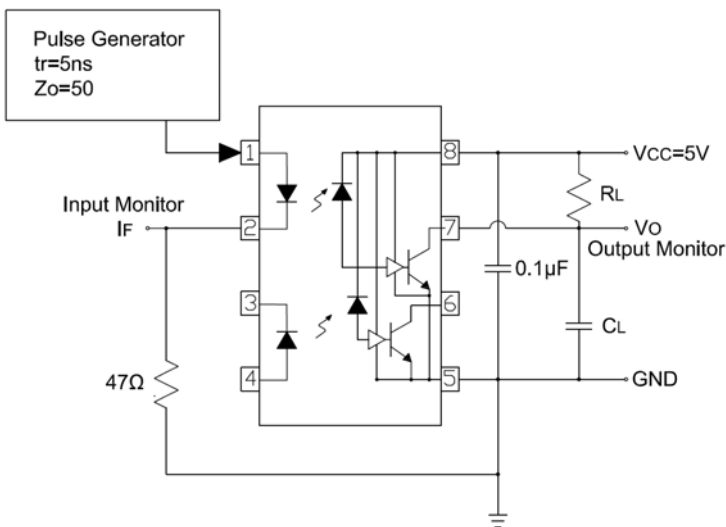 Pulse Generator
tr=5ns
Zo=50
1
8
VCC=5V
RL
Input Monitor
IF
2
7
VO
Output Monitor
0.1µF
3
6
CL
47Ω
4
5
GND